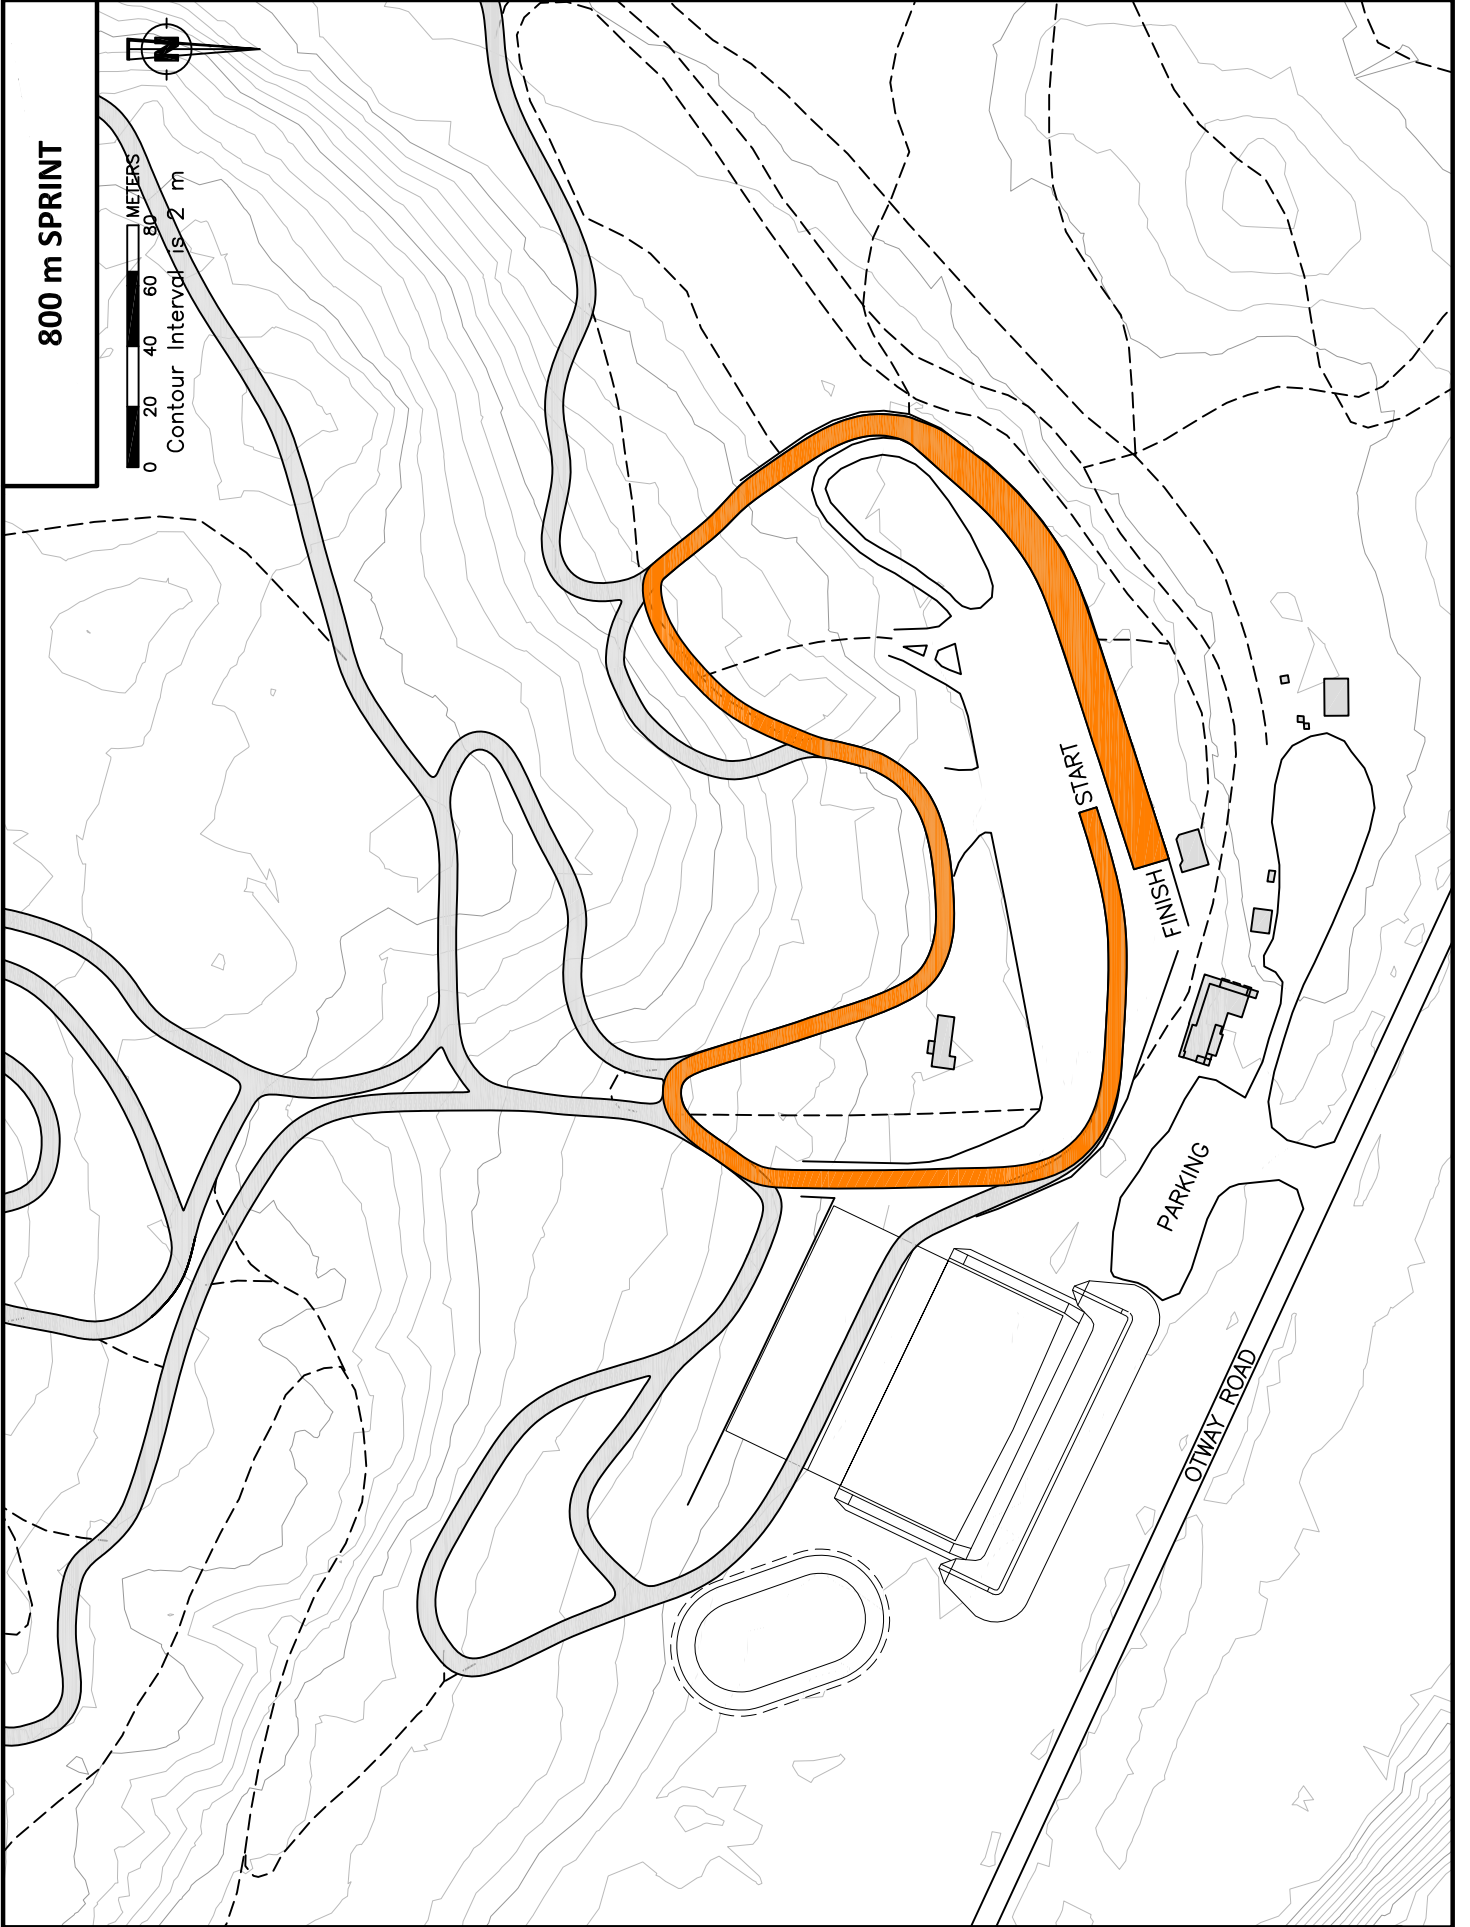 800 m SPRINT
N
METERS
0 20 40 60 80
Contour Interval is 2 m
START
FINISH
PARKING
OTWAY ROAD